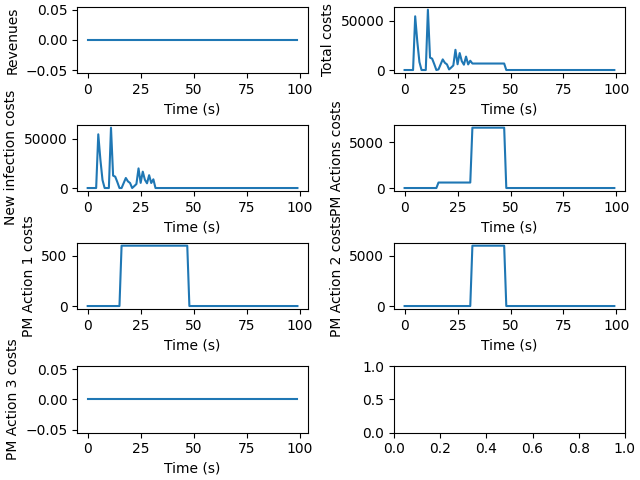 Revenues
0.05
0.00
−0.05
0 25 50 75 100
Time (s)
Total costs
50000
0
0 25 50 75 100
Time (s)
New infection costs
50000
0
0 25 50 75 100
Time (s)
PM Actions costs
5000
0
0 25 50 75 100
Time (s)
PM Action 1 costs
500
0
0 25 50 75 100
Time (s)
PM Action 2 costs
5000
0
0 25 50 75 100
Time (s)
PM Action 3 costs
0.05
0.00
−0.05
0 25 50 75 100
Time (s)
1.0
0.5
0.0
0.0 0.2 0.4 0.6 0.8 1.0